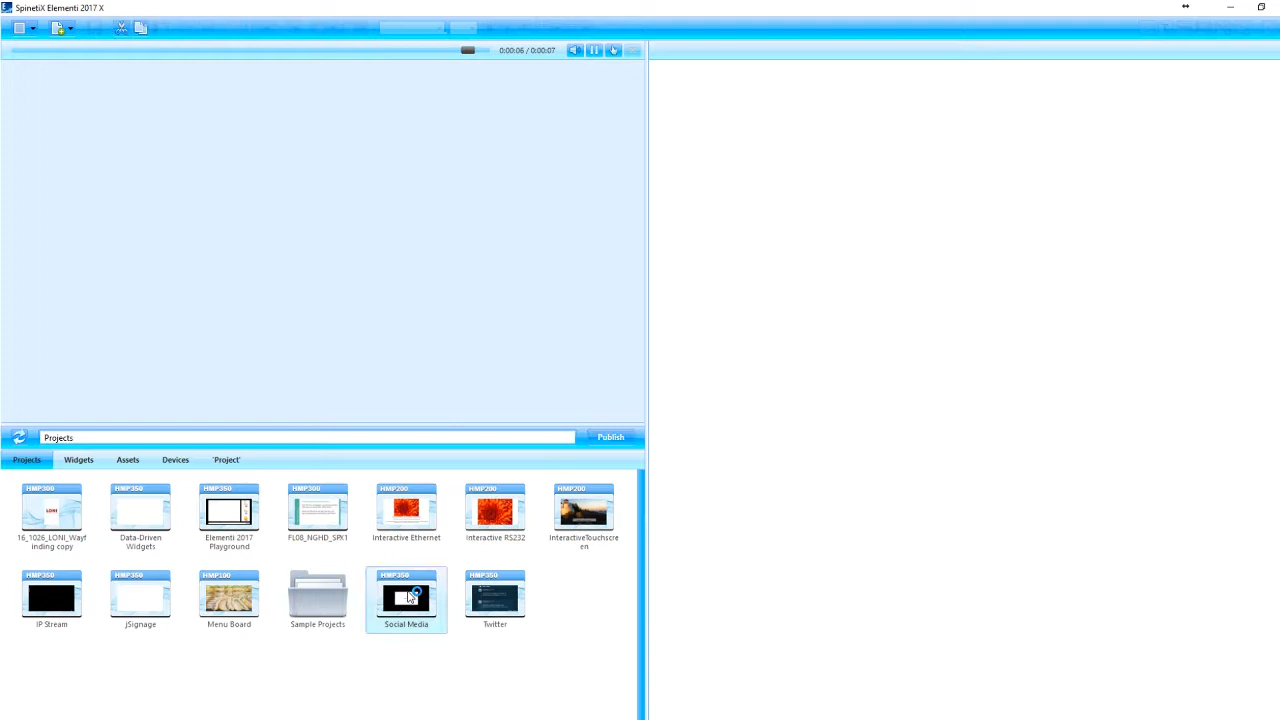 SpinetiX Elementi 2017 X
0:00:06 / 0:00:07
Projects
Publish
Projects Widgets Assets Devices 'Project'
HMP300 HMP350 HMP350 HMP300 HMP200 HMP200 HMP200
LONI
16_1026_LONI_Wayf
inding copy
Data-Driven
Widgets
Elementi 2017
Playground
FL08_NGHD_SPX1
Interactive Ethernet
Interactive RS232
InteractiveTouchscre
en
HMP350 HMP350 HMP100 HMP350 HMP350
IP Stream
jSignage
Menu Board
Sample Projects
Social Media
Twitter